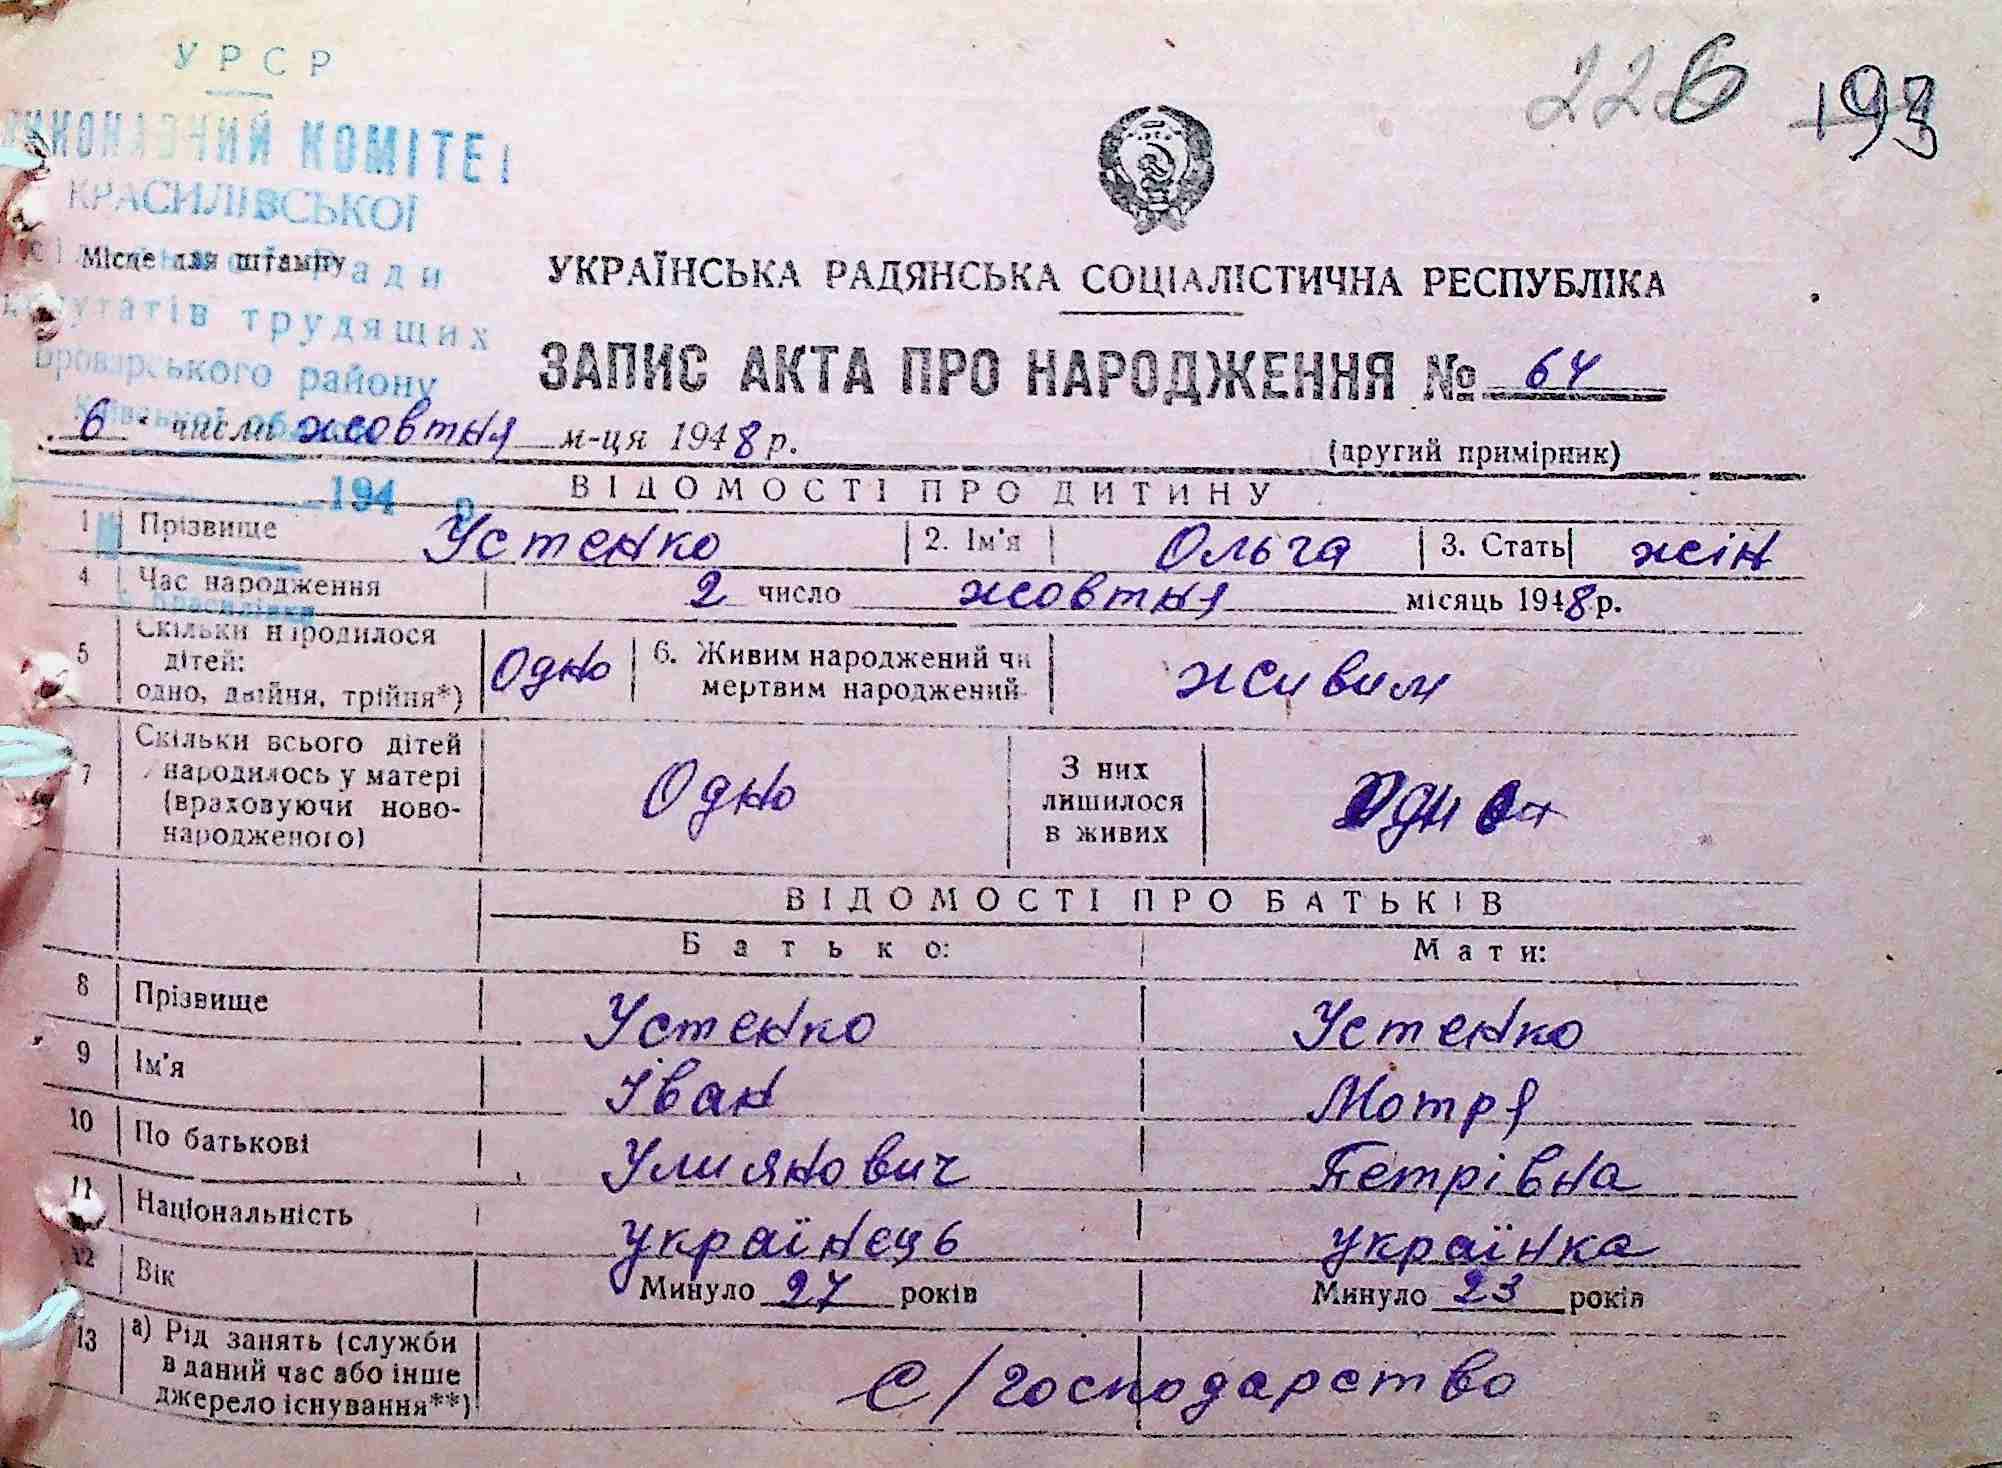 УРСР
226 193
ВИКОНАВЧИЙ КОМІТЕТ
КРАСИЛІВСЬКОЇ
Місце для штампу
Ради
депутатів трудящих
Броварського району
Київської
УКРАЇНСЬКА РАДЯНСЬКА СОЦІАЛІСТИЧНА РЕСПУБЛІКА
ЗАПИС АКТА ПРО НАРОДЖЕННЯ № 64
6 числа жовтня м-ця 1948 р.
(другий примірник)
194 р
ВІДОМОСТІ ПРО ДИТИНУ
1 Прізвище Устенко 2. Ім'я Ольга 3. Стать жін
4 Час народження 2 число жовтня місяць 1948 р.
с. Красилівка
5 Скільки народилося дітей: одно, двійня, трійня*) Одно 6. Живим народжений чи мертвим народжений живим
7 Скільки всього дітей народилось у матері (враховуючи новонародженого) Одно З них лишилося в живих одно
ВІДОМОСТІ ПРО БАТЬКІВ
Батько: Мати:
8 Прізвище Устенко Устенко
9 Ім'я Іван Мотря
10 По батькові Улиянович Петрівна
11 Національність українець українка
12 Вік Минуло 27 років Минуло 23 років
13 а) Рід занять (служби в даний час або інше джерело існування**) С/господарство